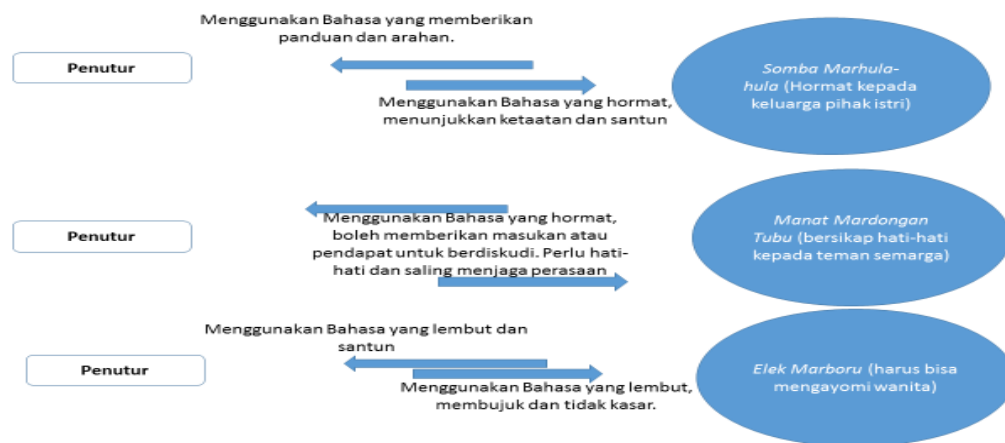 Menggunakan Bahasa yang memberikan
panduan dan arahan.
Penutur
Menggunakan Bahasa yang hormat,
menunjukkan ketaatan dan santun
Somba Marhula-
hula (Hormat kepada
keluarga pihak istri)
Penutur
Menggunakan Bahasa yang hormat,
boleh memberikan masukan atau
pendapat untuk berdiskudi. Perlu hati-
hati dan saling menjaga perasaan
Manat Mardongan
Tubu (bersikap hati-hati
kepada teman semarga)
Menggunakan Bahasa yang lembut dan
santun
Penutur
Menggunakan Bahasa yang lembut,
membujuk dan tidak kasar.
Elek Marboru (harus bisa
mengayomi wanita)